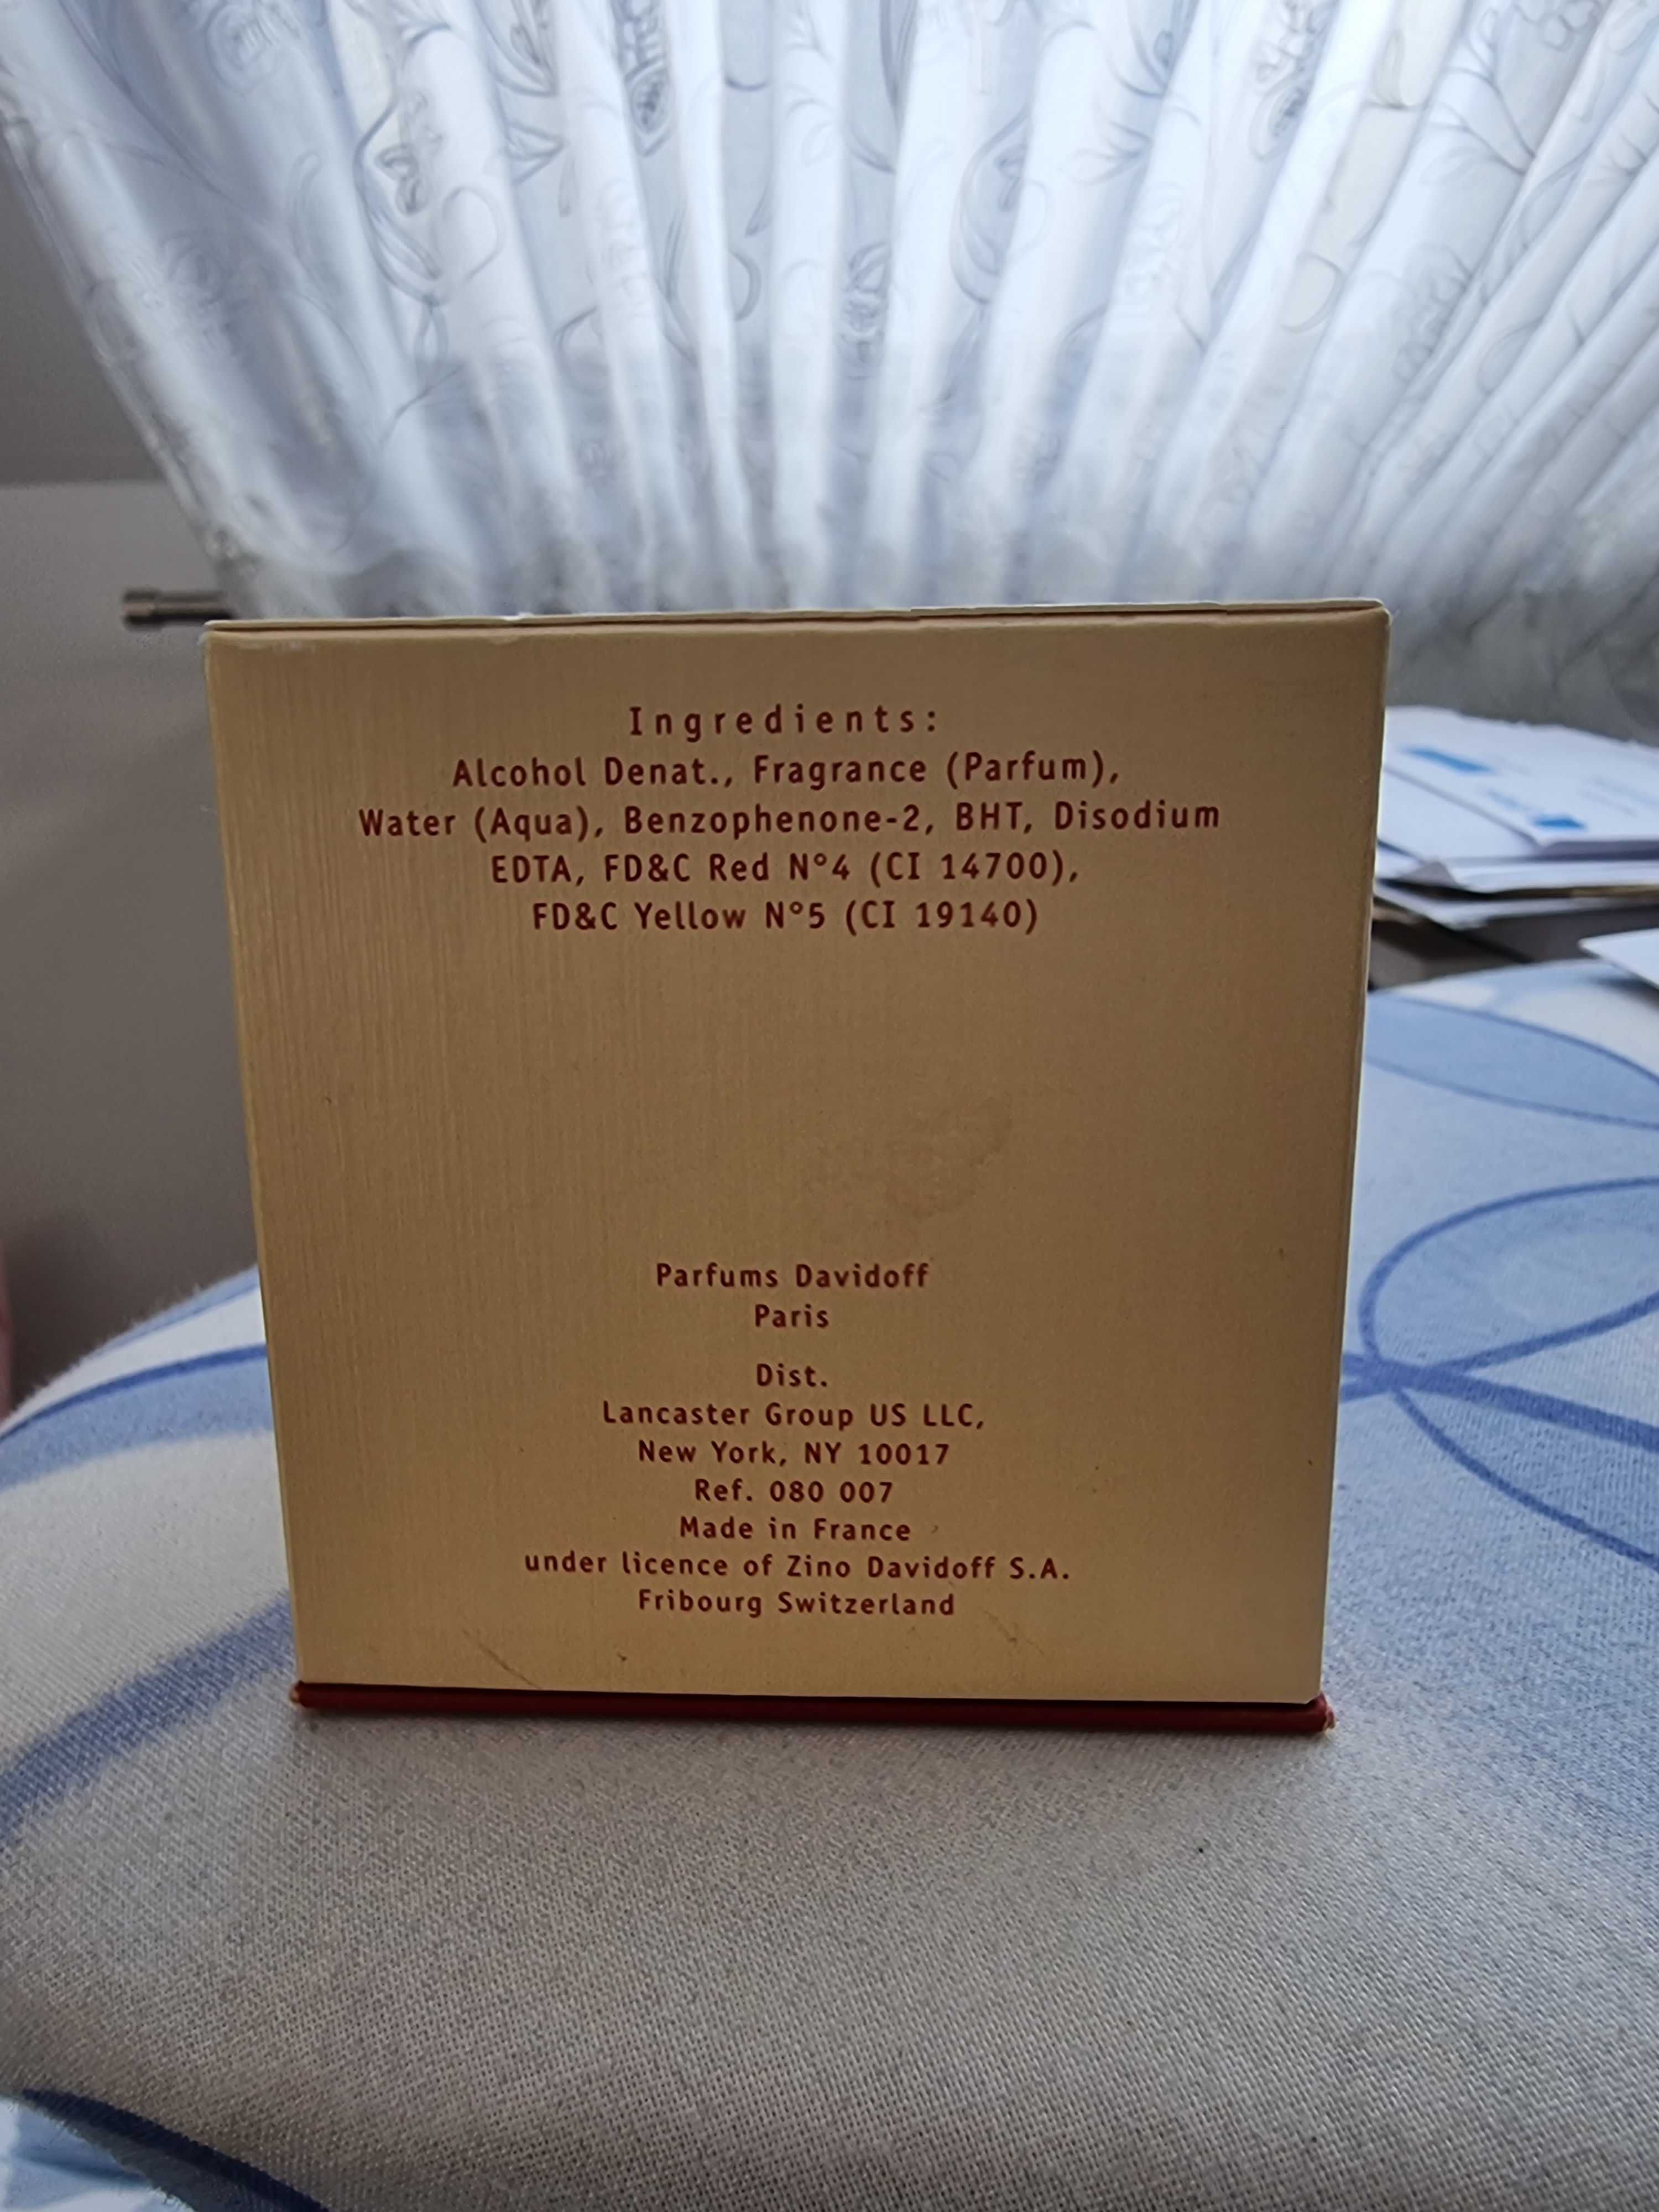 Ingredients:
Alcohol Denat., Fragrance (Parfum),
Water (Aqua), Benzophenone-2, BHT, Disodium
EDTA, FD&C Red N°4 (CI 14700),
FD&C Yellow N°5 (CI 19140)
Parfums Davidoff
Paris
Dist.
Lancaster Group US LLC,
New York, NY 10017
Ref. 080 007
Made in France
under licence of Zino Davidoff S.A.
Fribourg Switzerland